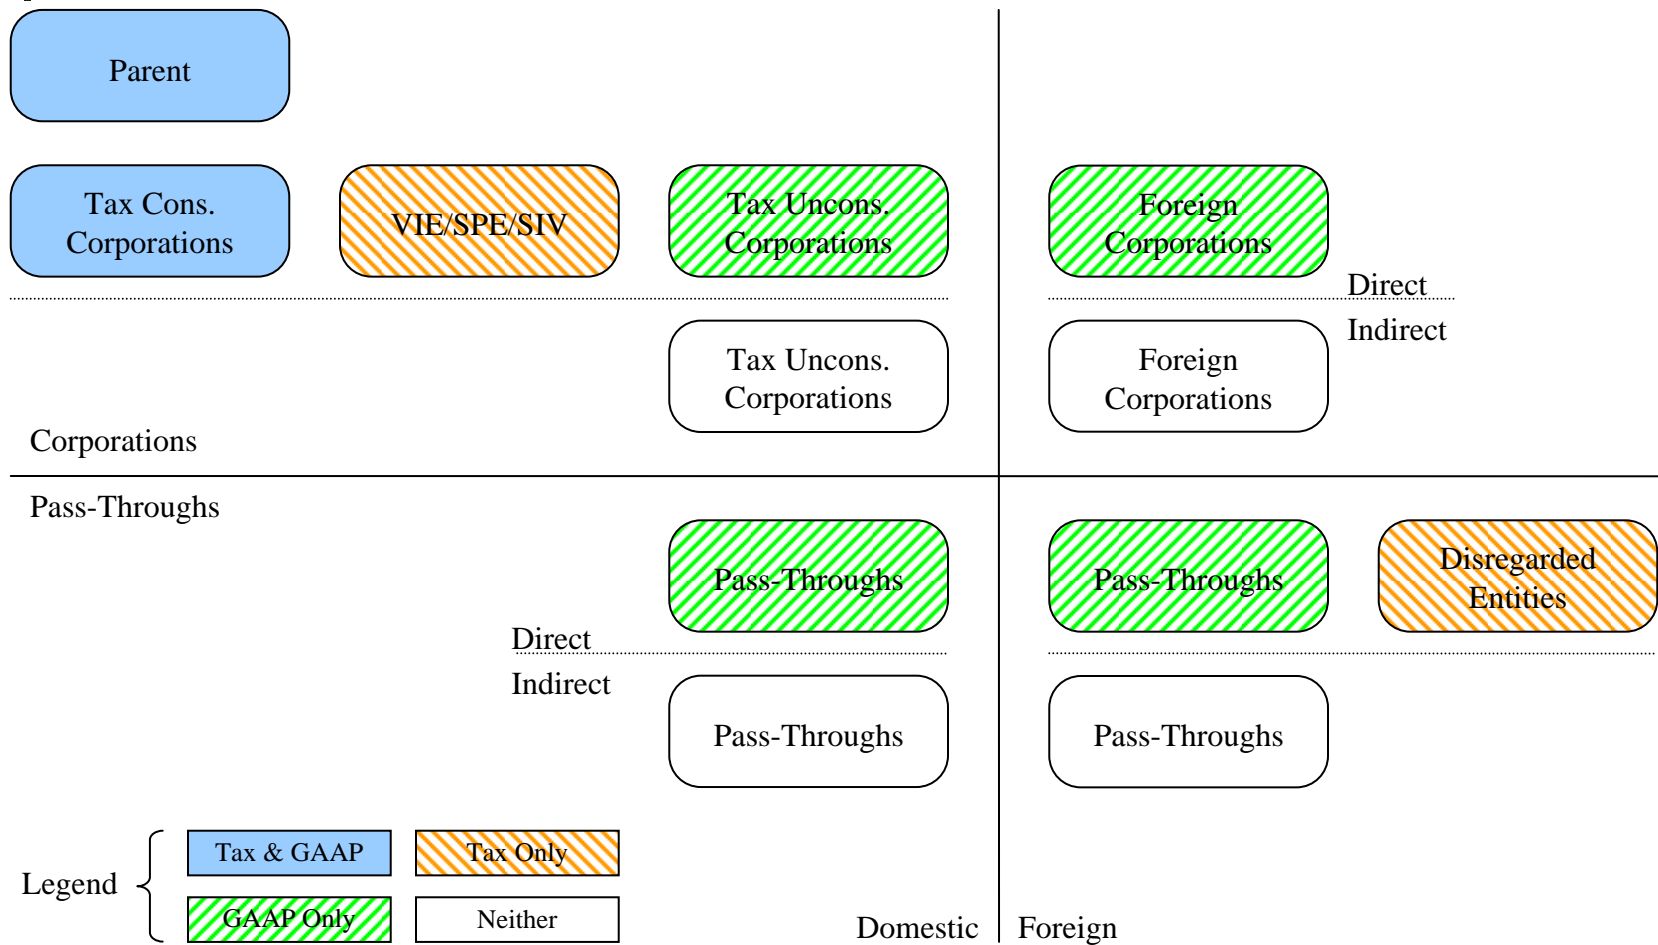 Parent
Tax Cons.
Corporations
VIE/SPE/SIV
Tax Uncons.
Corporations
Foreign
Corporations
Direct
Indirect
Tax Uncons.
Corporations
Foreign
Corporations
Corporations
Pass-Throughs
Pass-Throughs
Pass-Throughs
Disregarded
Entities
Direct
Indirect
Pass-Throughs
Pass-Throughs
Legend
Tax & GAAP
Tax Only
GAAP Only
Neither
Domestic
Foreign